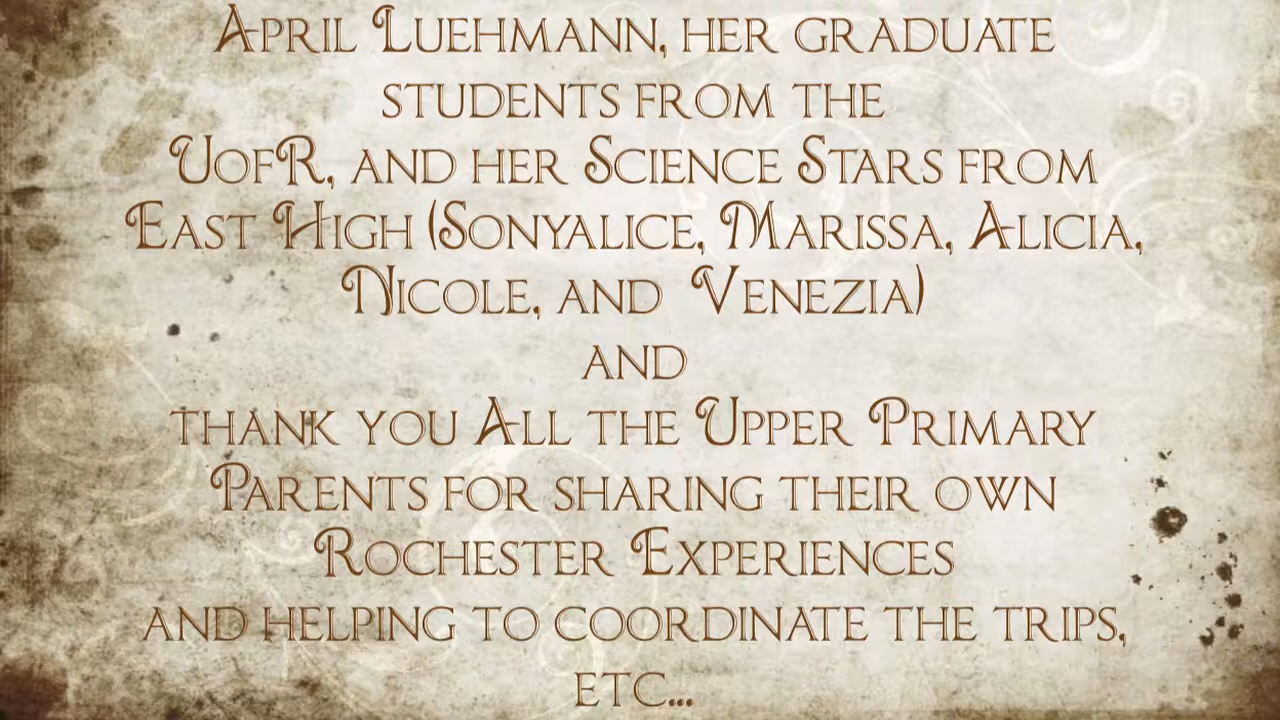 April Luehmann, her graduate
students from the
UofR, and her Science Stars from
East High (Sonyalice, Marissa, Alicia,
Nicole, and Venezia)
and
thank you All the Upper Primary
Parents for sharing their own
Rochester Experiences
and helping to coordinate the trips,
etc...